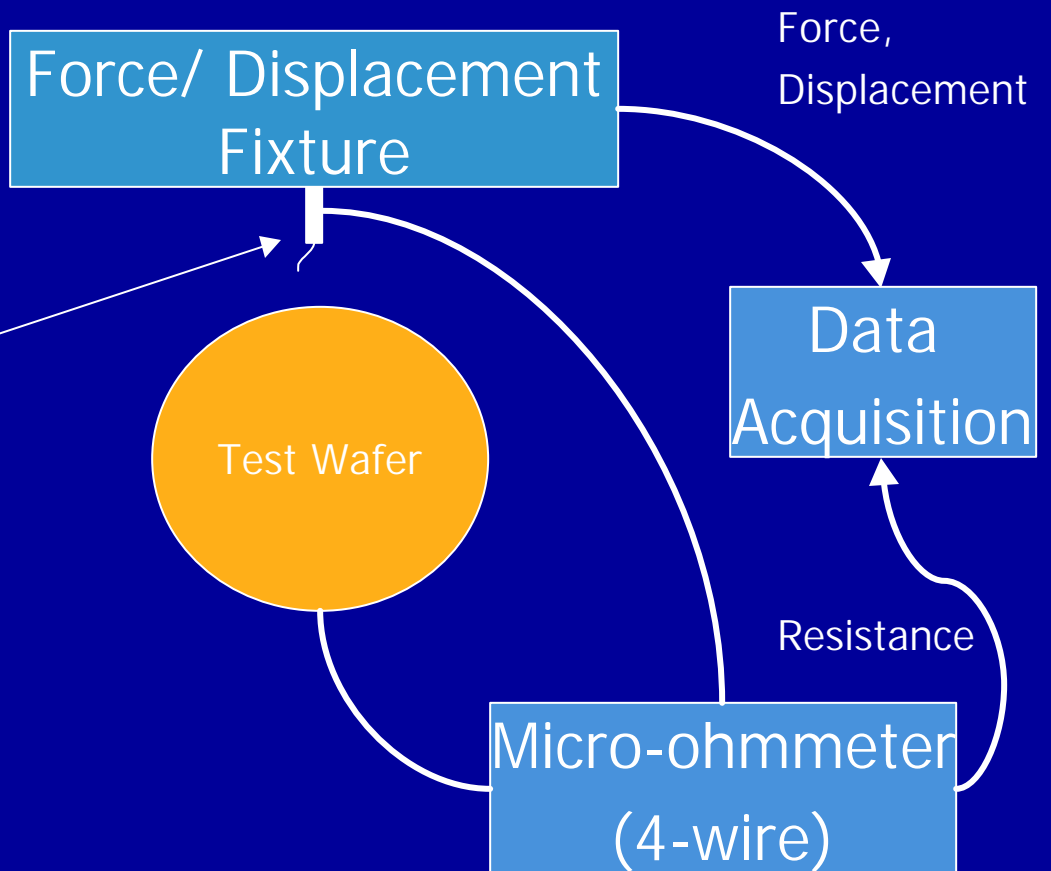 Force,
Displacement
Force/ Displacement
Fixture
Data
Acquisition
Test Wafer
Resistance
Micro-ohmmeter
(4-wire)